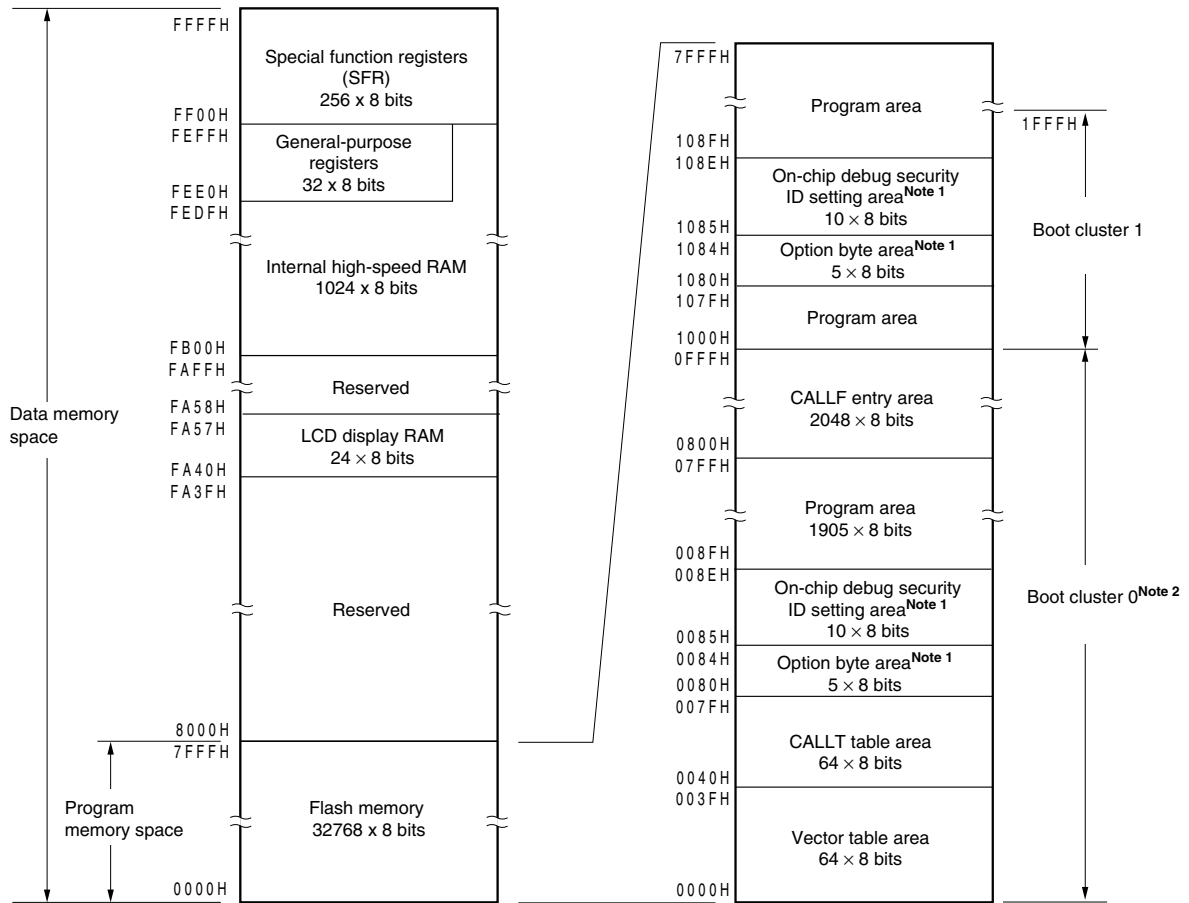 FFFFH
Special function registers
(SFR)
256 x 8 bits
FF00H
FEFFH
General-purpose
registers
32 x 8 bits
FEE0H
FEDFH
Internal high-speed RAM
1024 x 8 bits
FB00H
FAFFH
Reserved
FA58H
FA57H
LCD display RAM
24 × 8 bits
FA40H
FA3FH
Reserved
8000H
7FFFH
Flash memory
32768 x 8 bits
0000H
Data memory
space
Program
memory space
7FFFH
Program area
108FH
108EH
On-chip debug security
ID setting areaNote 1
10 × 8 bits
1085H
1084H
Option byte areaNote 1
5 × 8 bits
1080H
107FH
Program area
1000H
0FFFH
CALLF entry area
2048 × 8 bits
0800H
07FFH
Program area
1905 × 8 bits
008FH
008EH
On-chip debug security
ID setting areaNote 1
10 × 8 bits
0085H
0084H
Option byte areaNote 1
5 × 8 bits
0080H
007FH
CALLT table area
64 × 8 bits
0040H
003FH
Vector table area
64 × 8 bits
0000H
1FFFH
Boot cluster 1
Boot cluster 0Note 2